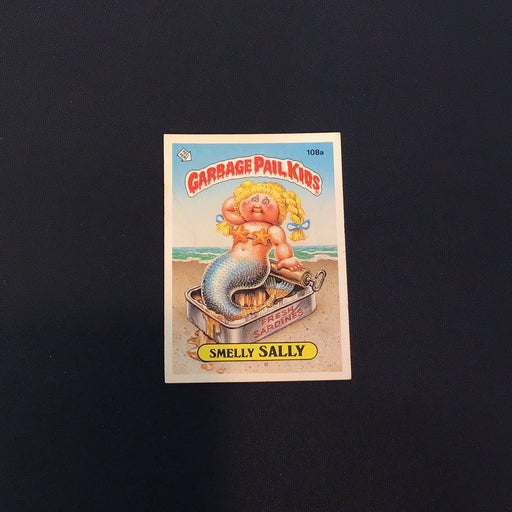 108a
GARBAGE PAIL KIDS
FRESH
SARDINES
SMELLY SALLY